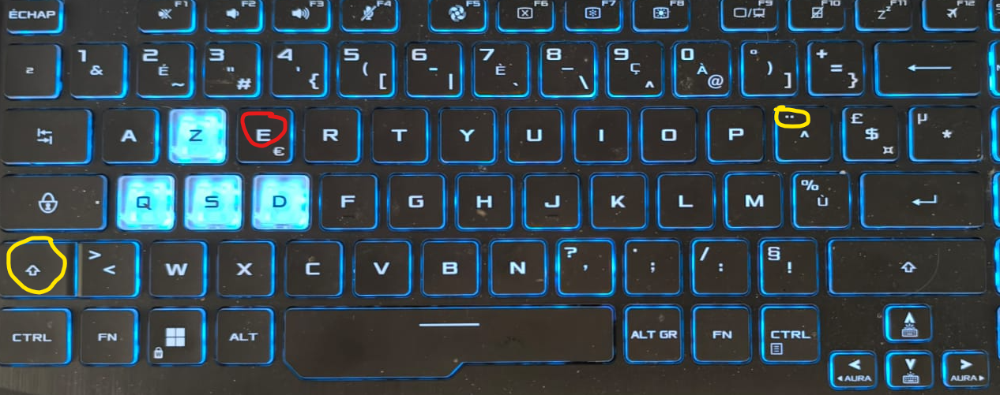 ÉCHAP F1 F2 F3 F4 F5 F6 F7 F8 F9 F10 Zz F11 F12
2 1 & 2 É ~ 3 " # 4 ' { 5 ( [ 6 - | 7 È ` 8 _ \ 9 Ç ^ 0 À @ ° ) ] + = }
A Z E € R T Y U I O P ¨ ^ £ $ ¤ µ *
Q S D F G H J K L M % Ù
> < W X C V B N ? , . ; / : § !
CTRL FN W ALT ALT GR FN CTRL
< ◄AURA V > AURA►